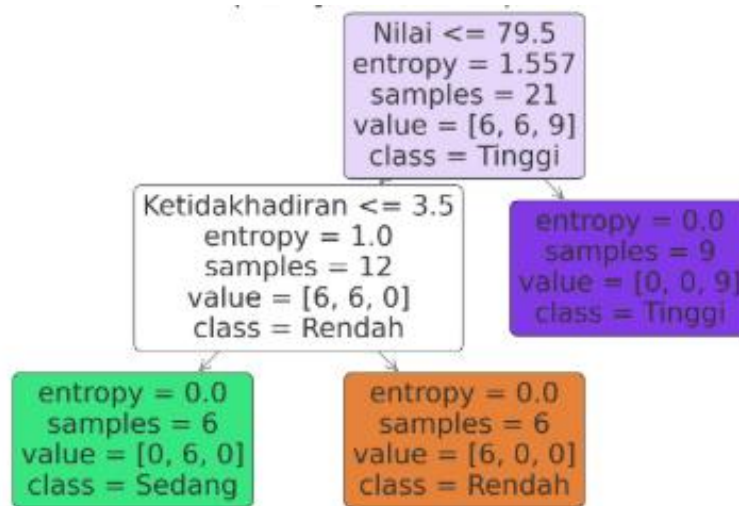 Nilai <= 79.5
entropy = 1.557
samples = 21
value = [6, 6, 9]
class = Tinggi
Ketidakhadiran <= 3.5
entropy = 1.0
samples = 12
value = [6, 6, 0]
class = Rendah
entropy = 0.0
samples = 9
value = [0, 0, 9]
class = Tinggi
entropy = 0.0
samples = 6
value = [0, 6, 0]
class = Sedang
entropy = 0.0
samples = 6
value = [6, 0, 0]
class = Rendah